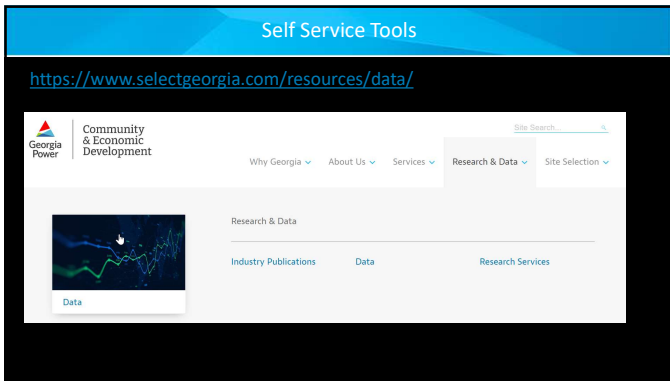 Self Service Tools
https://www.selectgeorgia.com/resources/data/
Georgia
Power
Community
& Economic
Development
Site Search...
Why Georgia
About Us
Services
Research & Data
Site Selection
Research & Data
Industry Publications
Data
Research Services
Data